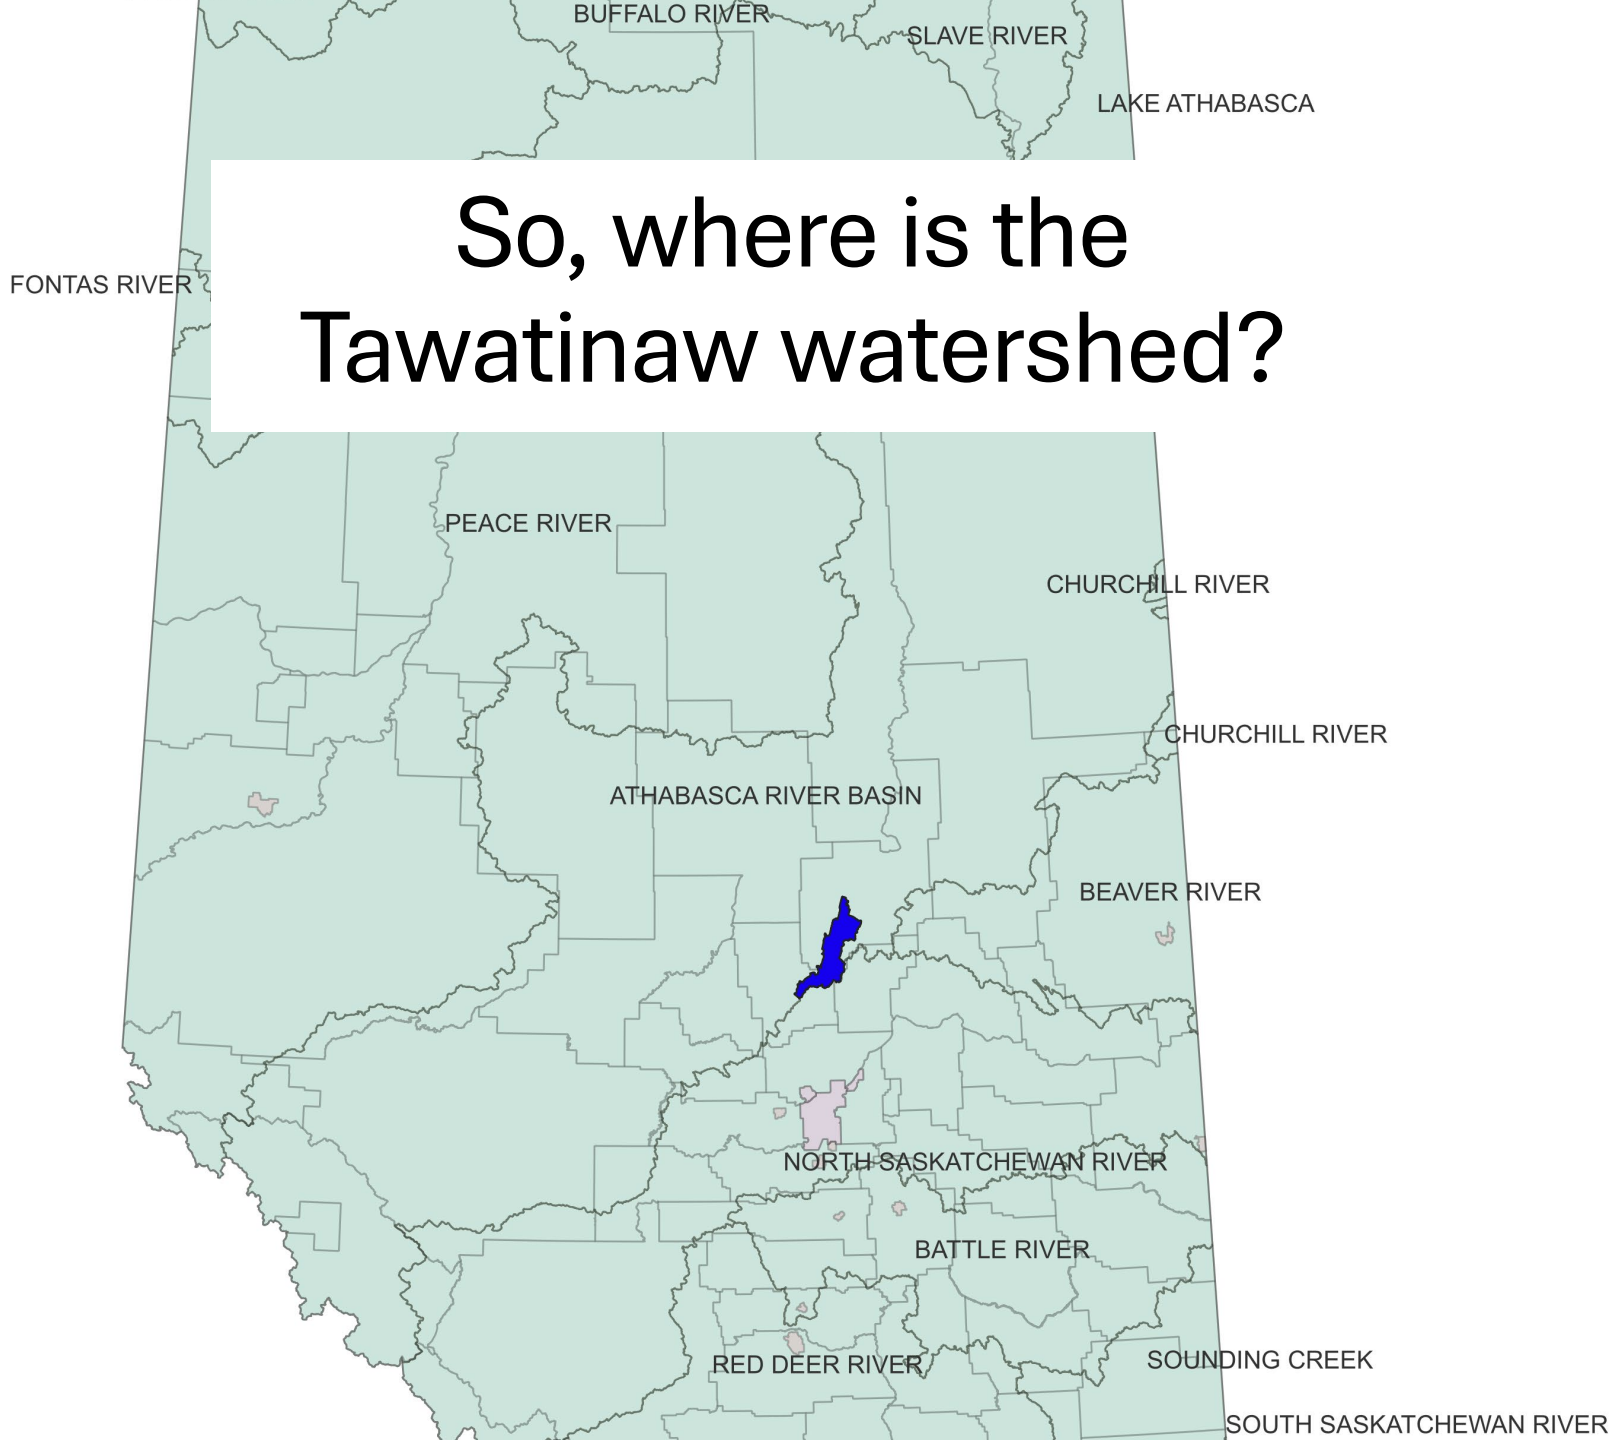 BUFFALO RIVER
SLAVE RIVER
LAKE ATHABASCA
So, where is the
Tawatinaw watershed?
FONTAS RIVER
PEACE RIVER
CHURCHILL RIVER
CHURCHILL RIVER
ATHABASCA RIVER BASIN
BEAVER RIVER
NORTH SASKATCHEWAN RIVER
BATTLE RIVER
RED DEER RIVER
SOUNDING CREEK
SOUTH SASKATCHEWAN RIVER